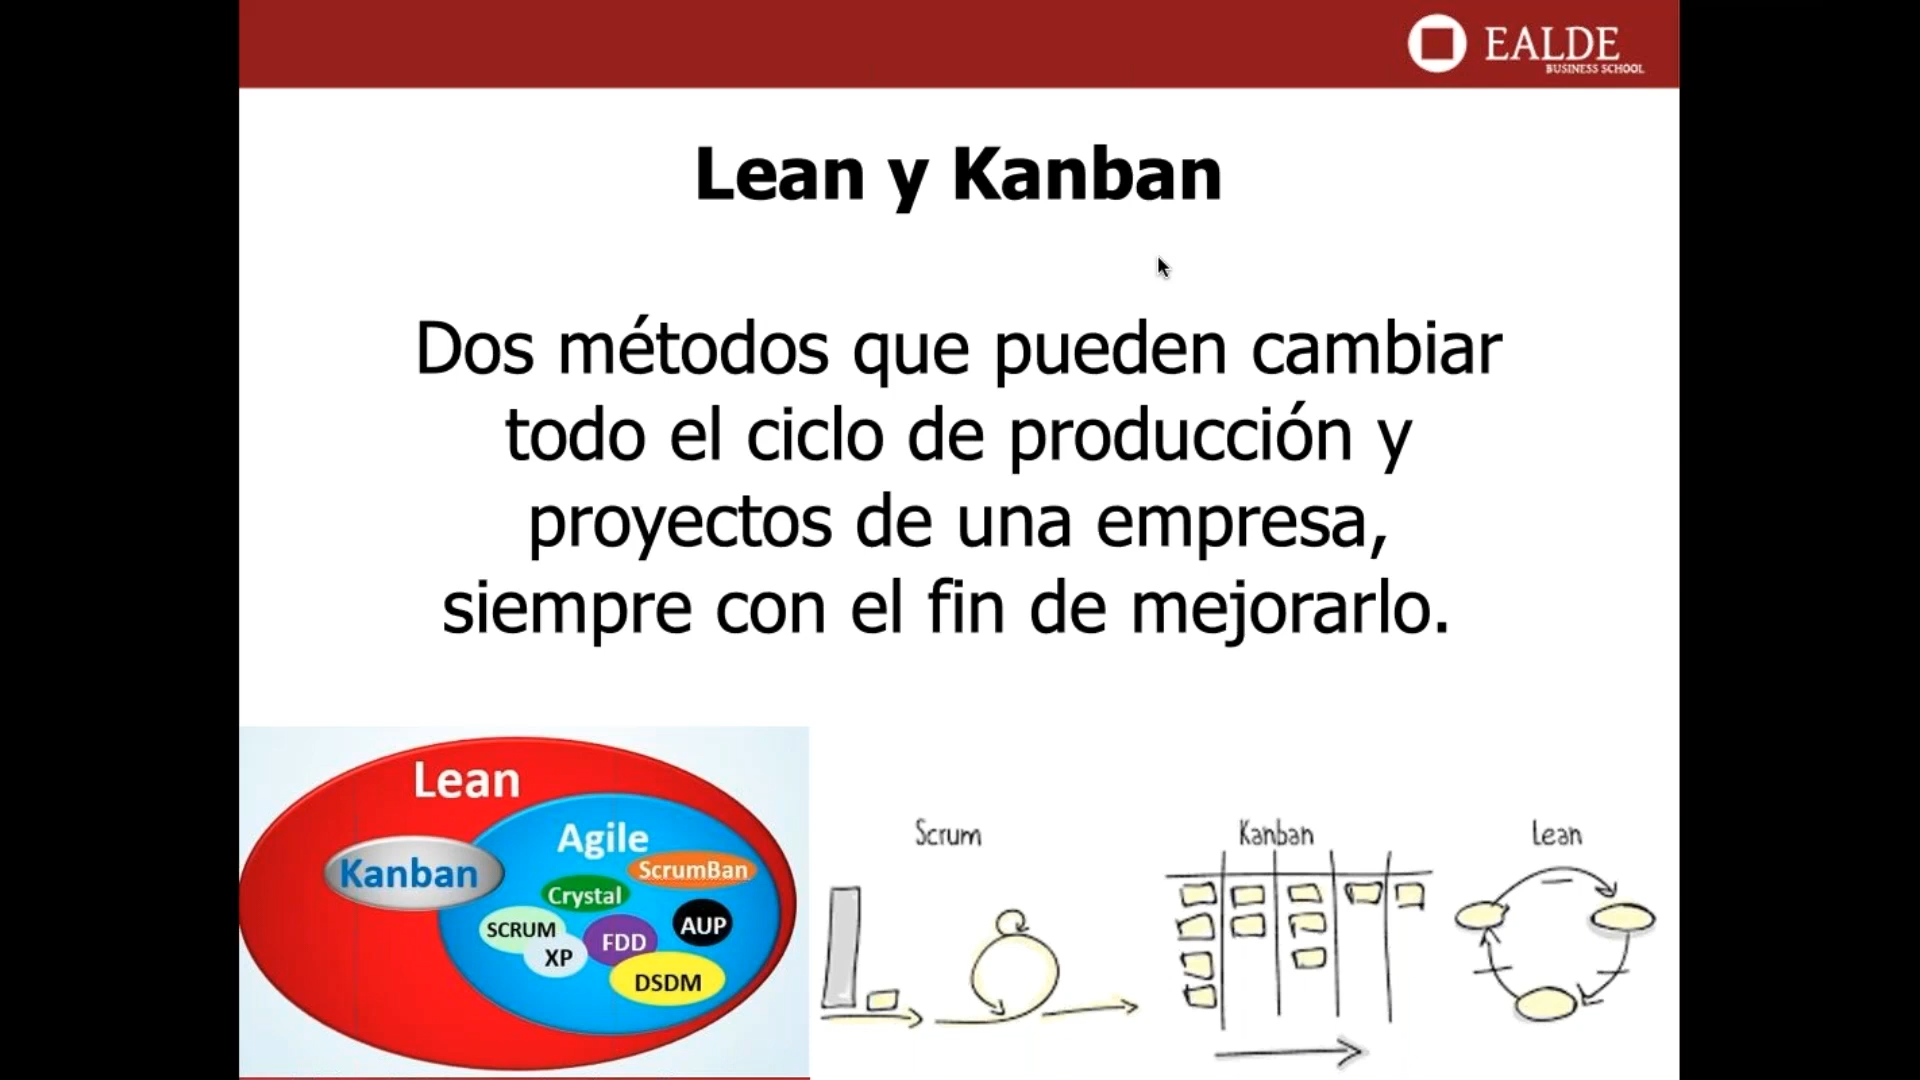 EALDE
BUSINESS SCHOOL
Lean y Kanban
Dos métodos que pueden cambiar
todo el ciclo de producción y
proyectos de una empresa,
siempre con el fin de mejorarlo.
Lean
Agile
Kanban
ScrumBan
Crystal
SCRUM
AUP
XP
FDD
DSDM
Scrum
Kanban
Lean